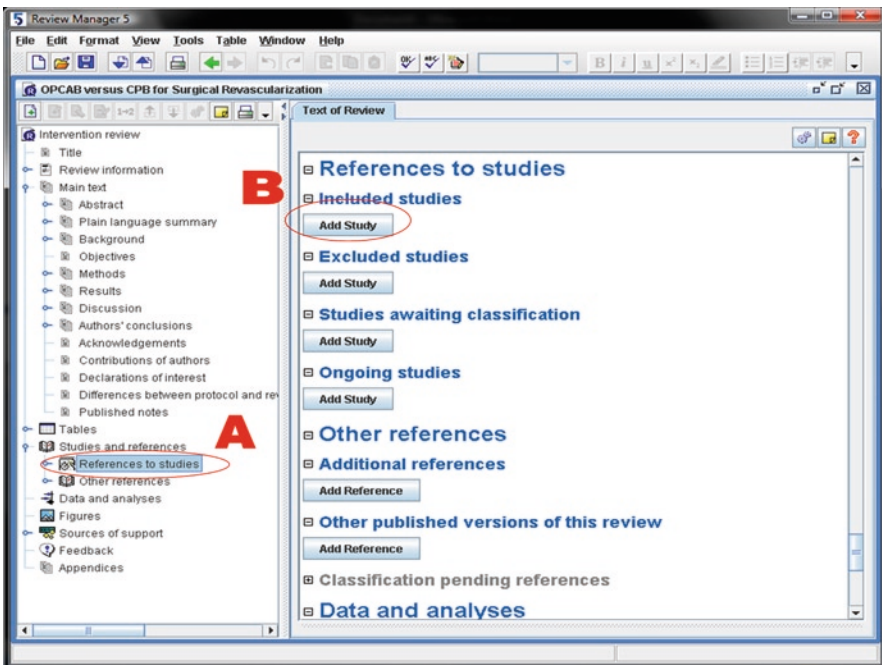 Review Manager 5
File Edit Format View Tools Table Window Help
B i u x² x₂
OPCAB versus CPB for Surgical Revascularization
Text of Review
Intervention review
Title
Review information
Main text
Abstract
Plain language summary
Background
Objectives
Methods
Results
Discussion
Authors' conclusions
Acknowledgements
Contributions of authors
Declarations of interest
Differences between protocol and rev
Published notes
Tables
A
Studies and references
References to studies
Other references
Data and analyses
Figures
Sources of support
Feedback
Appendices
References to studies
B
Included studies
Add Study
Excluded studies
Add Study
Studies awaiting classification
Add Study
Ongoing studies
Add Study
Other references
Additional references
Add Reference
Other published versions of this review
Add Reference
Classification pending references
Data and analyses